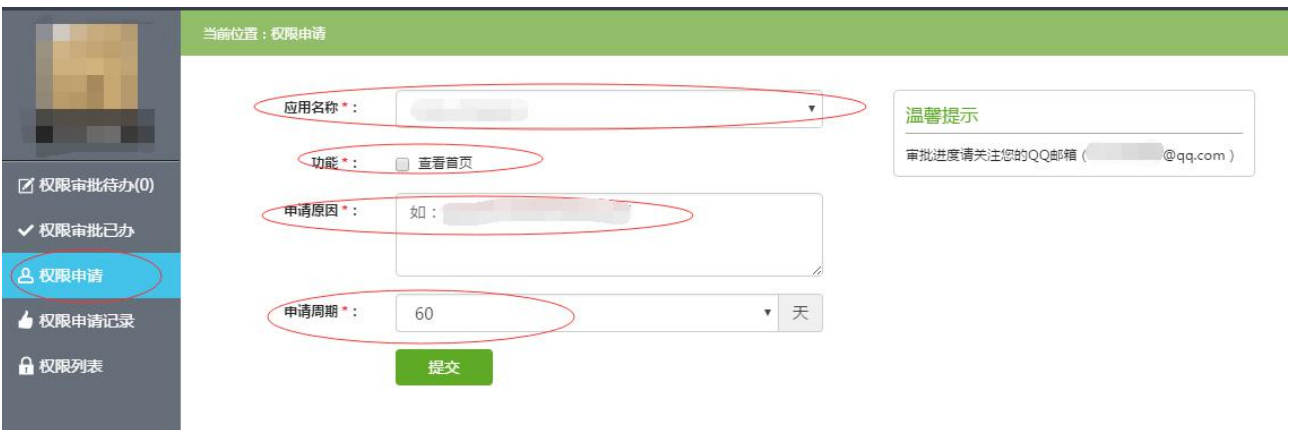 当前位置：权限申请
权限审批待办(0)
权限审批已办
权限申请
权限申请记录
权限列表
应用名称*：
功能*： 查看首页
申请原因*： 如：
申请周期*： 60 天
提交
温馨提示
审批进度请关注您的QQ邮箱（ @qq.com）